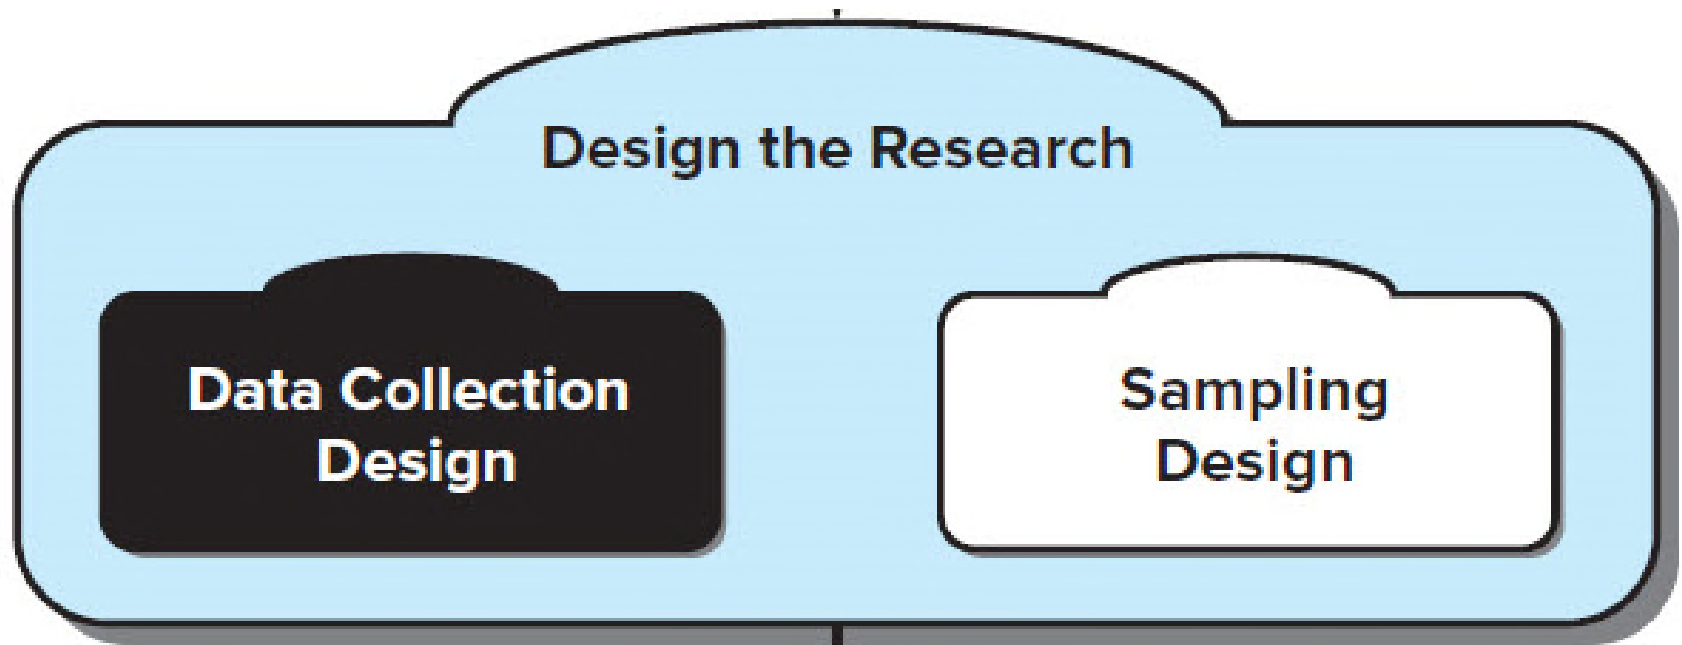 Design the Research
Data Collection
Design
Sampling
Design